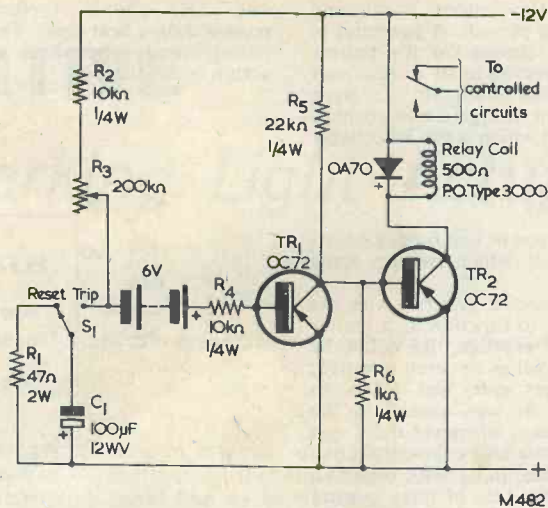 −12V
To
controlled
circuits
R2
10kΩ
1/4W
R5
22kΩ
1/4W
Relay Coil
500Ω
P.O.Type 3000
OA70
+
R3
200kΩ
6V
TR1
OC72
TR2
OC72
Reset Trip
S1
+
R4
10kΩ
1/4W
R1
47Ω
2W
C1
100µF
12WV
+
R6
1kΩ
1/4W
+
M482